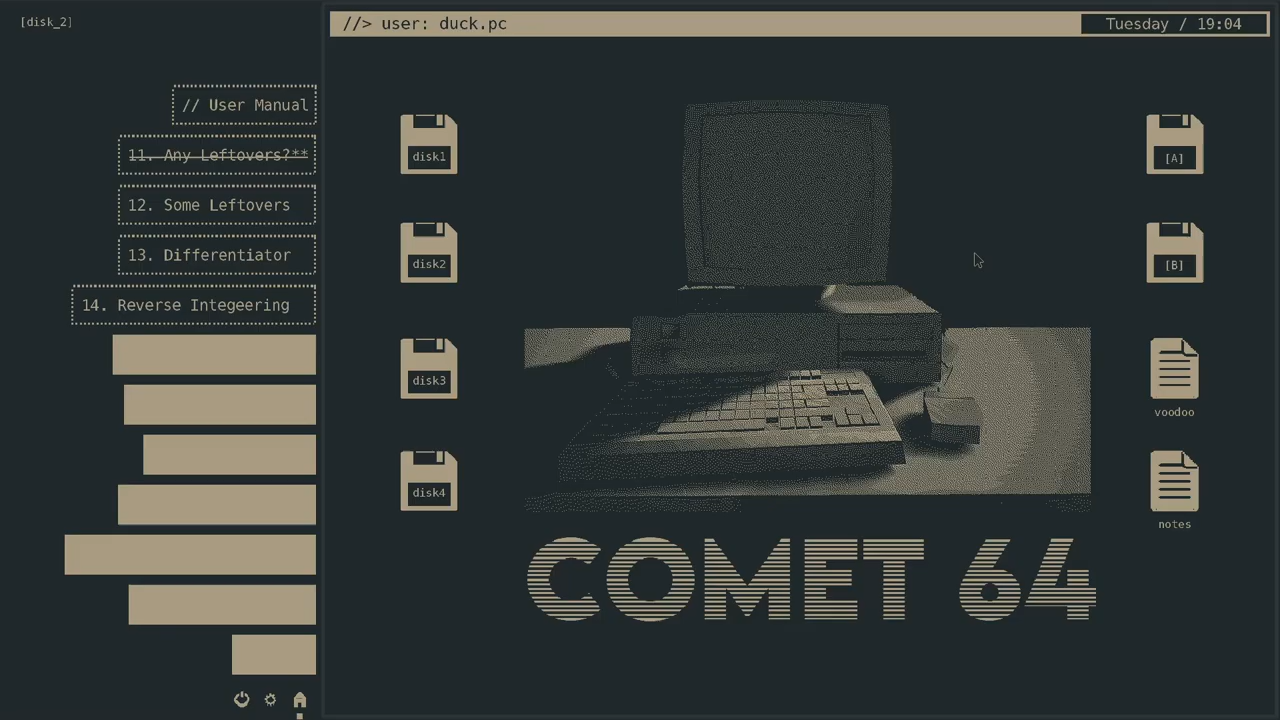 [disk_2]
//> user: duck.pc
Tuesday / 19:04
// User Manual
11. Any Leftovers?**
12. Some Leftovers
13. Differentiator
14. Reverse Integeering
disk1
disk2
disk3
disk4
[A]
[B]
voodoo
notes
COMET 64